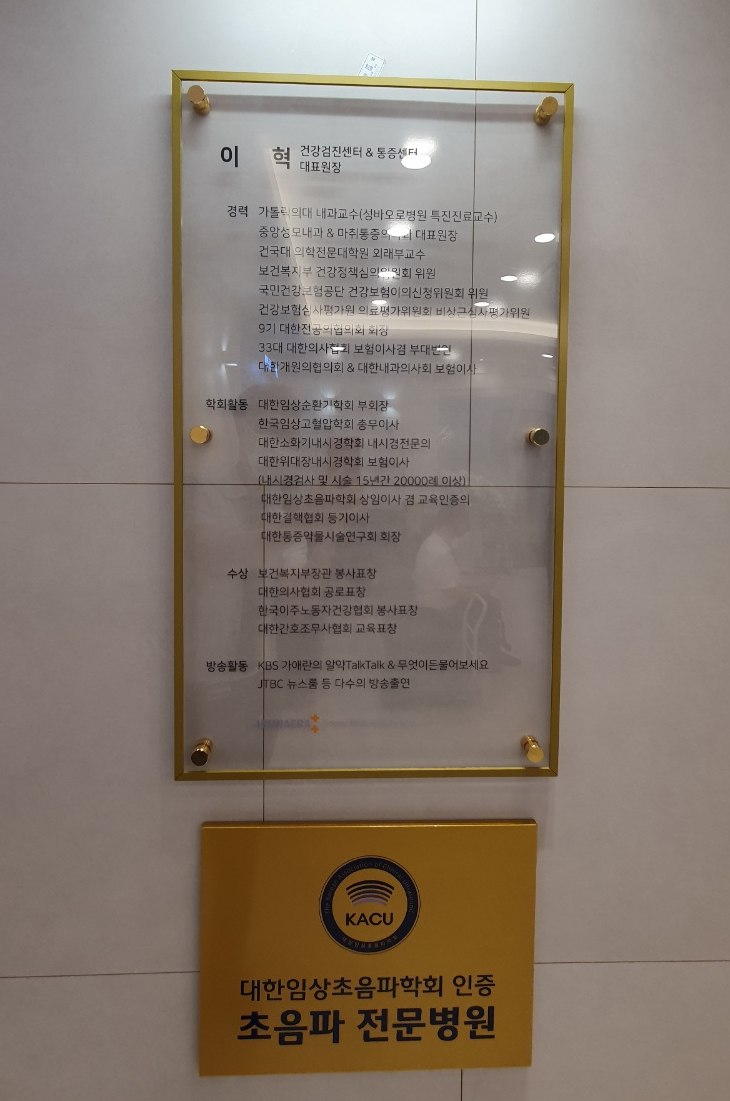 이 혁 건강검진센터 & 통증센터
대표원장
경력 가톨릭의대 내과교수(성바오로병원 특진진료교수)
중앙성모내과 & 마취통증의학과 대표원장
건국대 의학전문대학원 외래부교수
보건복지부 건강정책심의위원회 위원
국민건강보험공단 건강보험이의신청위원회 위원
건강보험심사평가원 의료평가위원회 비상근심사평가위원
9기 대한전공의협의회 회장
33대 대한의사협회 보험이사겸 부대변인
대한개원의협의회 & 대한내과의사회 보험이사
학회활동 대한임상순환기학회 부회장
한국임상고혈압학회 총무이사
대한소화기내시경학회 내시경전문의
대한위대장내시경학회 보험이사
(내시경검사 및 시술 15년간 20000례 이상)
대한임상초음파학회 상임이사 겸 교육인증의
대한결핵협회 등기이사
대한통증약물시술연구회 회장
수상 보건복지부장관 봉사표창
대한의사협회 공로표창
한국이주노동자건강협회 봉사표창
대한간호조무사협회 교육표창
방송활동 KBS 가애란의 알약TalkTalk & 무엇이든물어보세요
JTBC 뉴스룸 등 다수의 방송출연
KACU
대한임상초음파학회 인증
초음파 전문병원